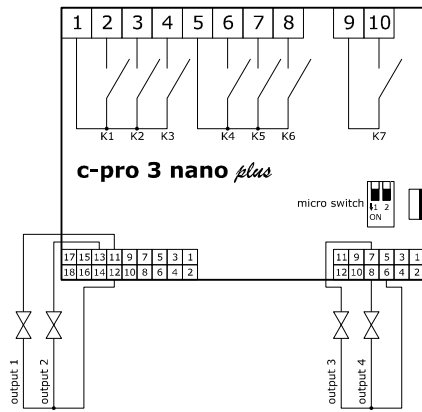 1 2 3 4 5 6 7 8 9 10
K1 K2 K3 K4 K5 K6 K7
c-pro 3 nano plus
micro switch
1 2
ON
17 15 13 11 9 7 5 3 1
18 16 14 12 10 8 6 4 2
11 9 7 5 3 1
12 10 8 6 4 2
output 1
output 2
output 3
output 4